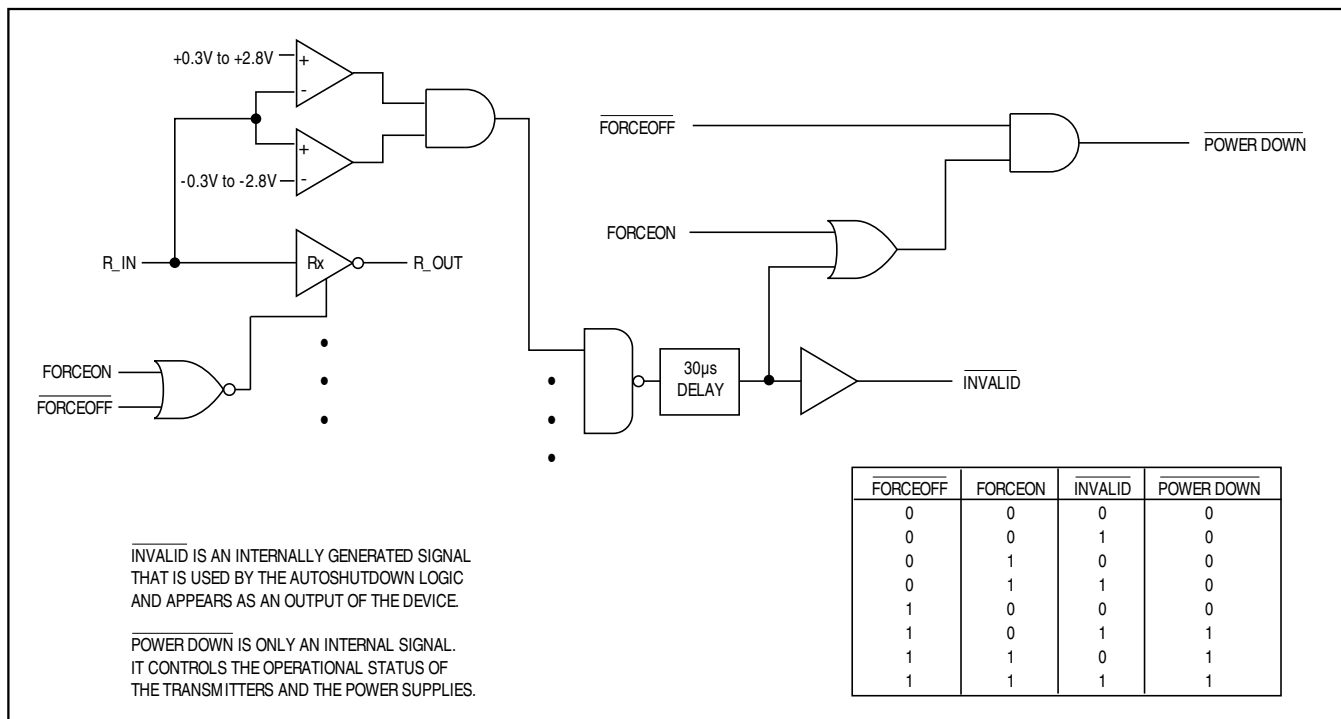 +0.3V to +2.8V
+
-
+
-
-0.3V to -2.8V
R_IN
Rx
R_OUT
FORCEON
FORCEOFF
FORCEOFF
FORCEON
POWER DOWN
30µs
DELAY
INVALID
FORCEOFF FORCEON INVALID POWER DOWN
0 0 0 0
0 0 1 0
0 1 0 0
0 1 1 0
1 0 0 0
1 0 1 1
1 1 0 1
1 1 1 1
INVALID IS AN INTERNALLY GENERATED SIGNAL
THAT IS USED BY THE AUTOSHUTDOWN LOGIC
AND APPEARS AS AN OUTPUT OF THE DEVICE.
POWER DOWN IS ONLY AN INTERNAL SIGNAL.
IT CONTROLS THE OPERATIONAL STATUS OF
THE TRANSMITTERS AND THE POWER SUPPLIES.